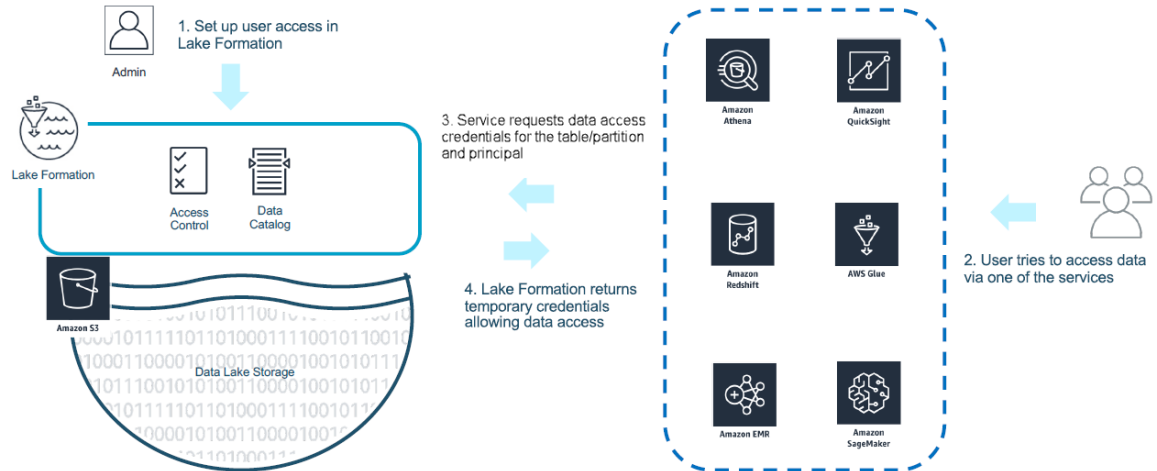 1. Set up user access in
Lake Formation
Admin
Lake Formation
Access
Control
Data
Catalog
3. Service requests data access
credentials for the table/partition
and principal
4. Lake Formation returns
temporary credentials
allowing data access
Amazon S3
Data Lake Storage
Amazon
Athena
Amazon
QuickSight
Amazon
Redshift
AWS Glue
Amazon EMR
Amazon
SageMaker
2. User tries to access data
via one of the services